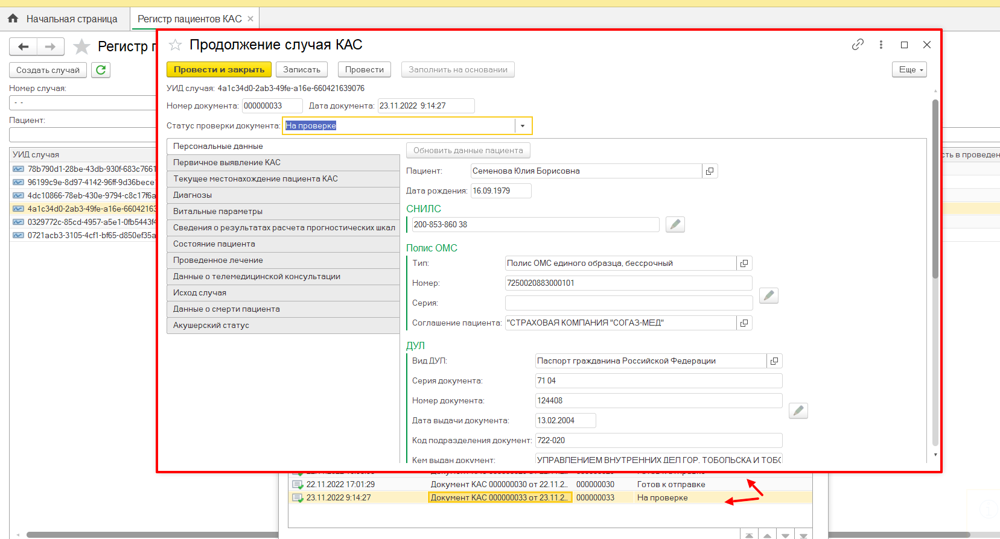 Начальная страница
Регистр пациентов КАС
Регистр
Создать случай
Номер случая:
- -
Пациент:
УИД случая
78b790d1-28be-43db-930f-683c7661
96199c9e-8d97-4142-96ff-9d36bece
4dc10866-78eb-430e-9794-c8c17f6a
4a1c34d0-2ab3-49fe-a16e-66042163
0329772c-85cd-4957-a5e1-0fb5443f4
0721acb3-3105-4cf1-bf65-d850ef35a
Продолжение случая КАС
Провести и закрыть
Записать
Провести
Заполнить на основании
Еще
УИД случая: 4a1c34d0-2ab3-49fe-a16e-660421639076
Номер документа: 000000033 Дата документа: 23.11.2022 9:14:27
Статус проверки документа: На проверке
Персональные данные
Первичное выявление КАС
Текущее местонахождение пациента КАС
Диагнозы
Витальные параметры
Сведения о результатах расчета прогностических шкал
Состояние пациента
Проведенное лечение
Данные о телемедицинской консультации
Исход случая
Данные о смерти пациента
Акушерский статус
Обновить данные пациента
Пациент: Семенова Юлия Борисовна
Дата рождения: 16.09.1979
СНИЛС
200-853-860 38
Полис ОМС
Тип: Полис ОМС единого образца, бессрочный
Номер: 7250020883000101
Серия:
Соглашение пациента: "СТРАХОВАЯ КОМПАНИЯ "СОГАЗ-МЕД"
ДУЛ
Вид ДУЛ: Паспорт гражданина Российской Федерации
Серия документа: 71 04
Номер документа: 124408
Дата выдачи документа: 13.02.2004
Код подразделения документ: 722-020
Кем выдан документ: УПРАВЛЕНИЕМ ВНУТРЕННИХ ДЕЛ ГОР. ТОБОЛЬСКА И ТОБО
сть в проведен
22.11.2022 17:01:29 Документ КАС 000000030 от 22.11.2... 000000030 Готов к отправке
23.11.2022 9:14:27 Документ КАС 000000033 от 23.11.2... 000000033 На проверке